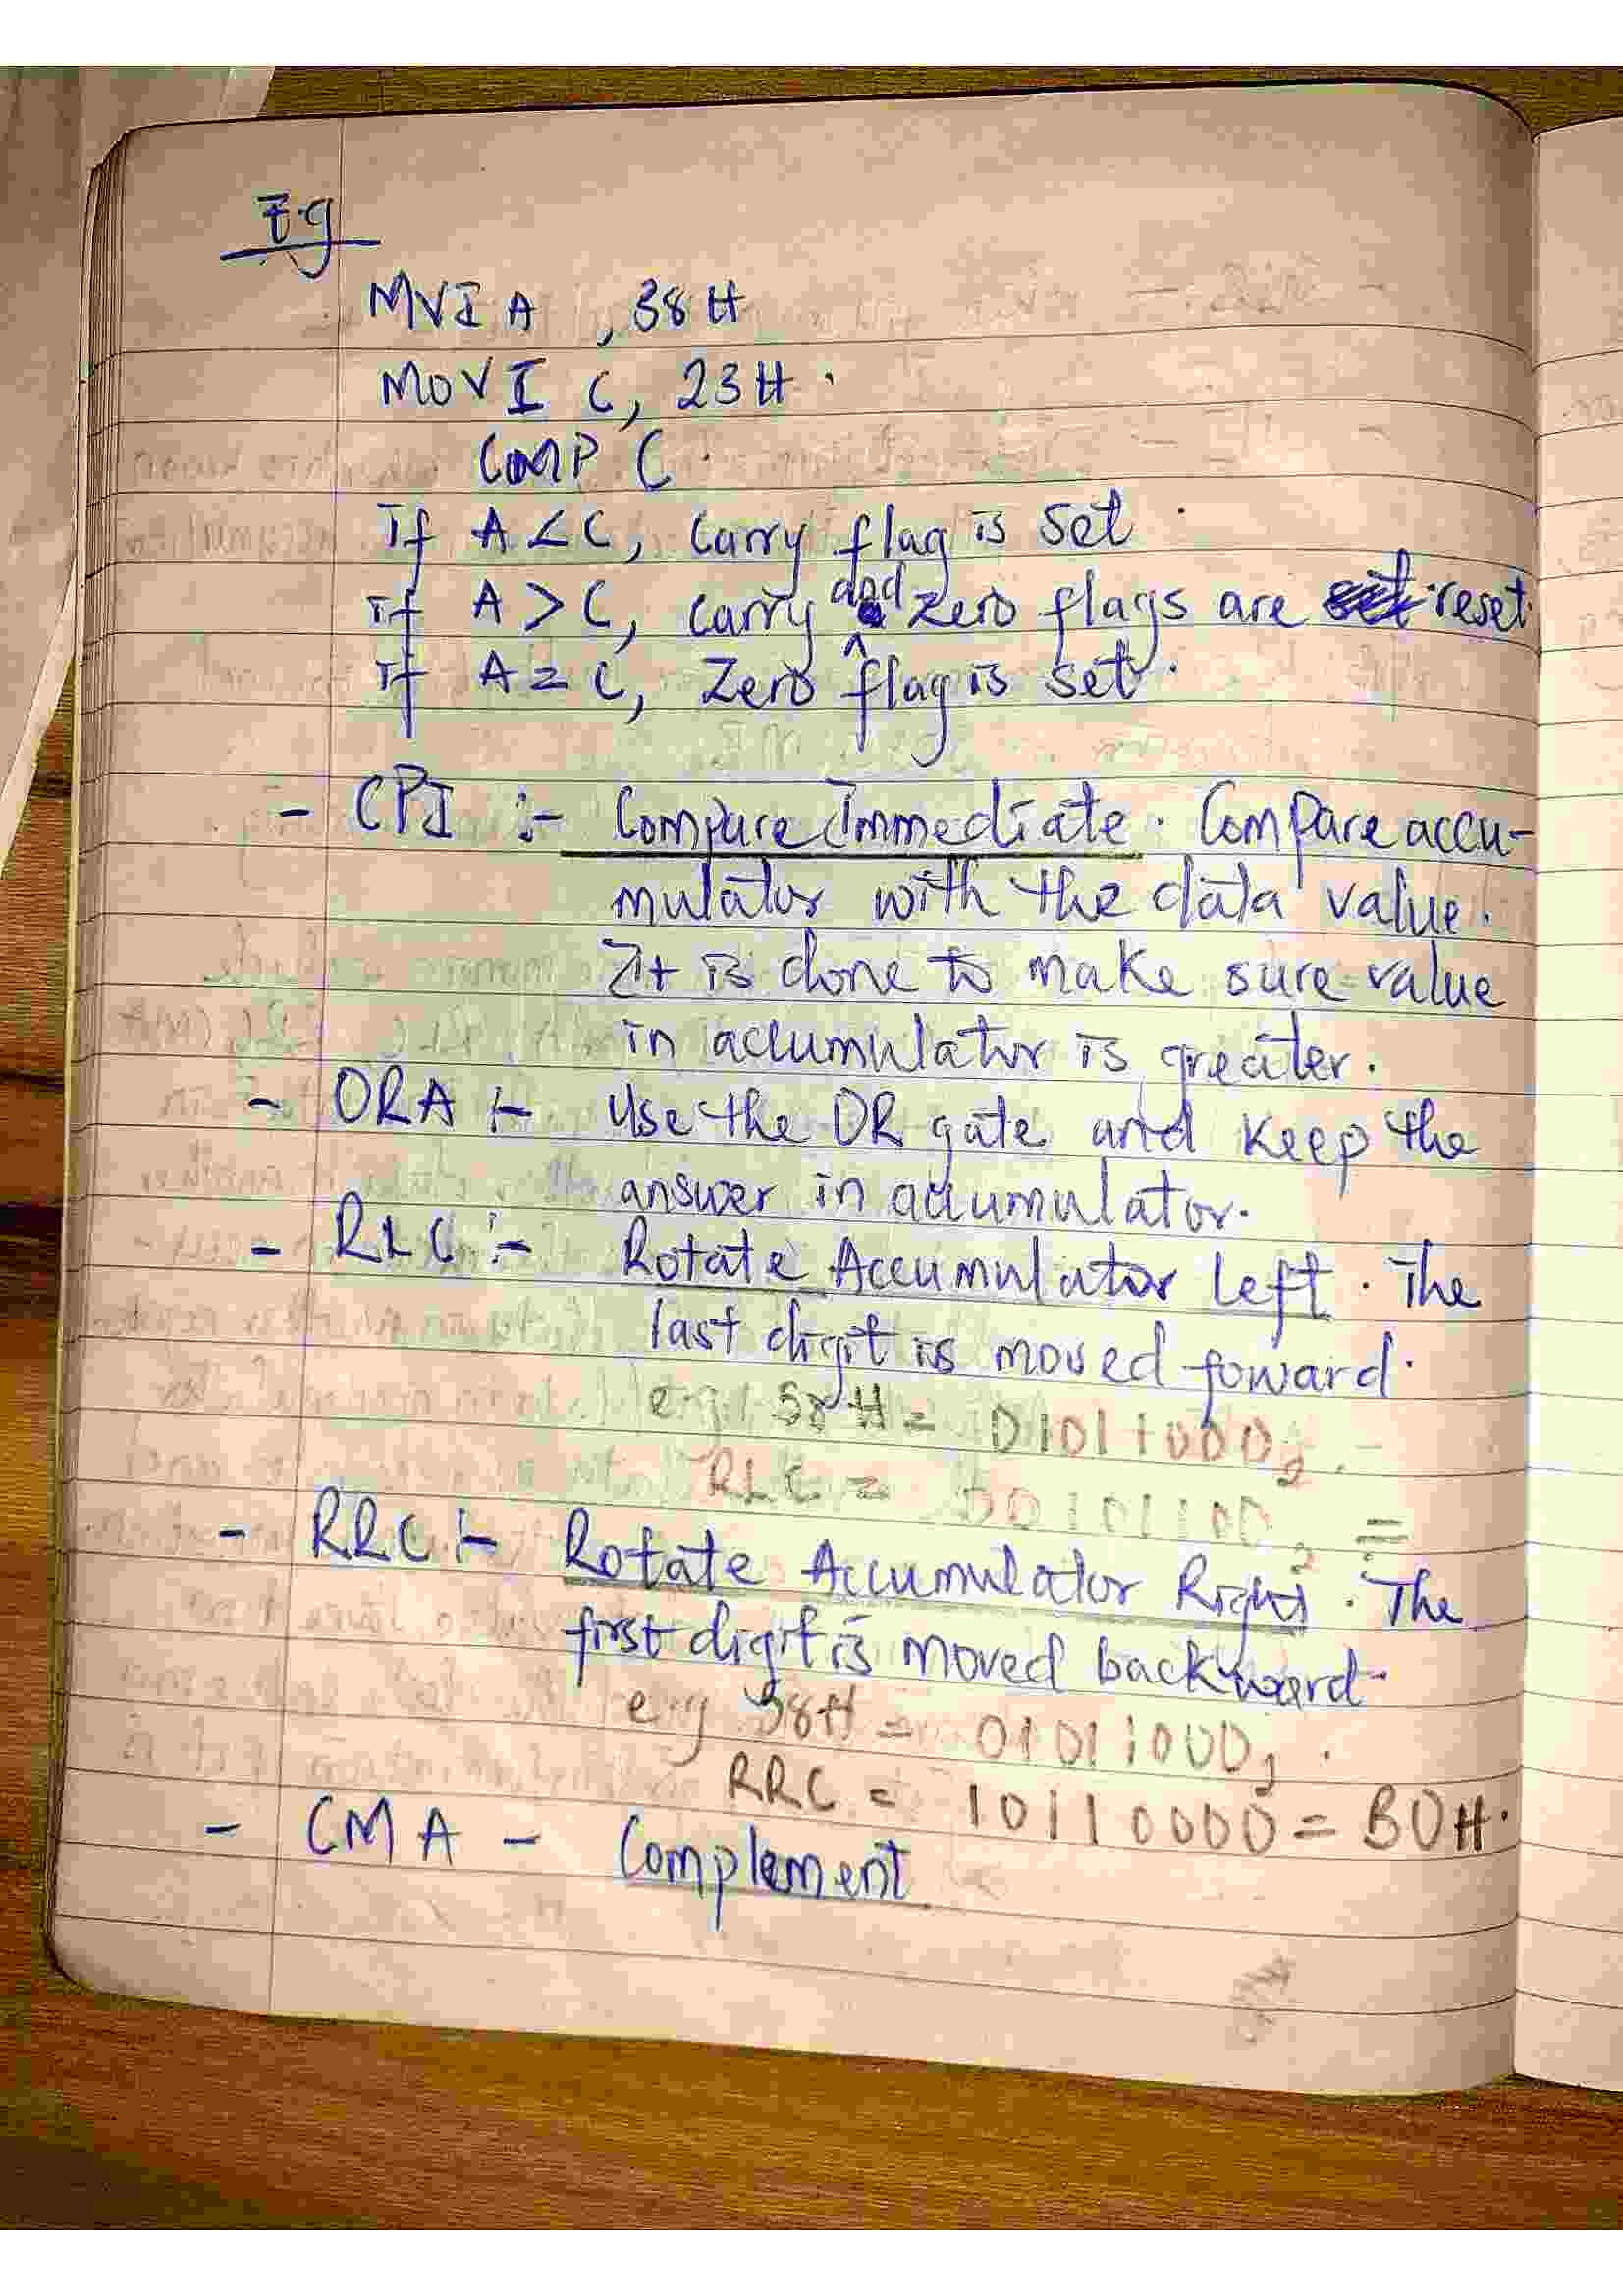 E.g
MVI A , 38H
MOVI C, 23H .
COMP C .
If A < C, carry flag is set .
If A > C, carry and zero flags are reset.
If A = C, Zero flag is set .
- CPI :- Compare Immediate . Compare accu-
mulator with the data value .
It is done to make sure value
in accumulator is greater .
- ORA :- Use the OR gate and keep the
answer in accumulator .
- RLC :- Rotate Accumulator Left . The
last digit is moved foward .
e.g 58H = 01011000₂ .
RLC = 00101100₂ =
- RRC :- Rotate Accumulator Right . The
first digit is moved backward .
e.g 58H = 01011000₂ .
RRC = 10110000 = B0H .
- CMA - Complement